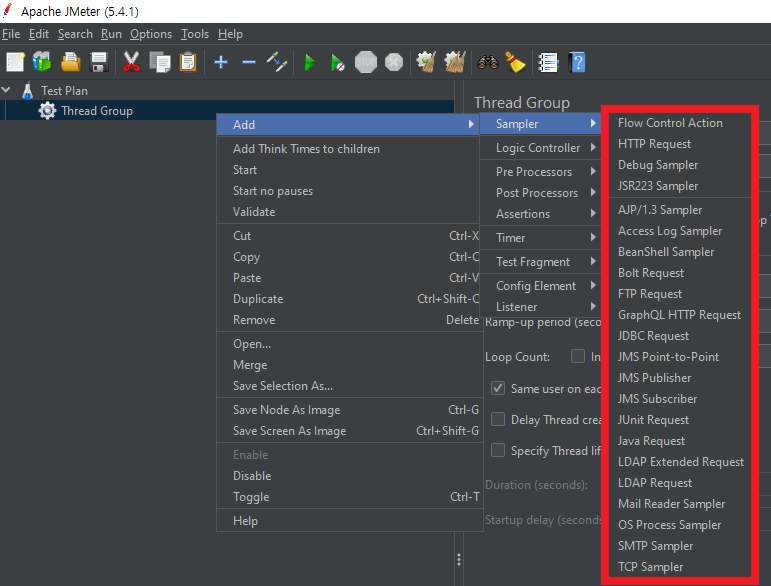 Apache JMeter (5.4.1)
File Edit Search Run Options Tools Help
STOP
Test Plan
Thread Group
Add
Add Think Times to children
Start
Start no pauses
Validate
Cut Ctrl-X
Copy Ctrl-C
Paste Ctrl-V
Duplicate Ctrl+Shift-C
Remove Delete
Open...
Merge
Save Selection As...
Save Node As Image Ctrl-G
Save Screen As Image Ctrl+Shift-G
Enable
Disable
Toggle Ctrl-T
Help
Thread Group
Sampler
Logic Controller
Pre Processors
Post Processors
Assertions
Timer
Test Fragment
Config Element
Listener
Ramp-up period (seco
Loop Count: In
Same user on eac
Delay Thread crea
Specify Thread lif
Duration (seconds):
Startup delay (seconds
Flow Control Action
HTTP Request
Debug Sampler
JSR223 Sampler
AJP/1.3 Sampler
Access Log Sampler
BeanShell Sampler
Bolt Request
FTP Request
GraphQL HTTP Request
JDBC Request
JMS Point-to-Point
JMS Publisher
JMS Subscriber
JUnit Request
Java Request
LDAP Extended Request
LDAP Request
Mail Reader Sampler
OS Process Sampler
SMTP Sampler
TCP Sampler